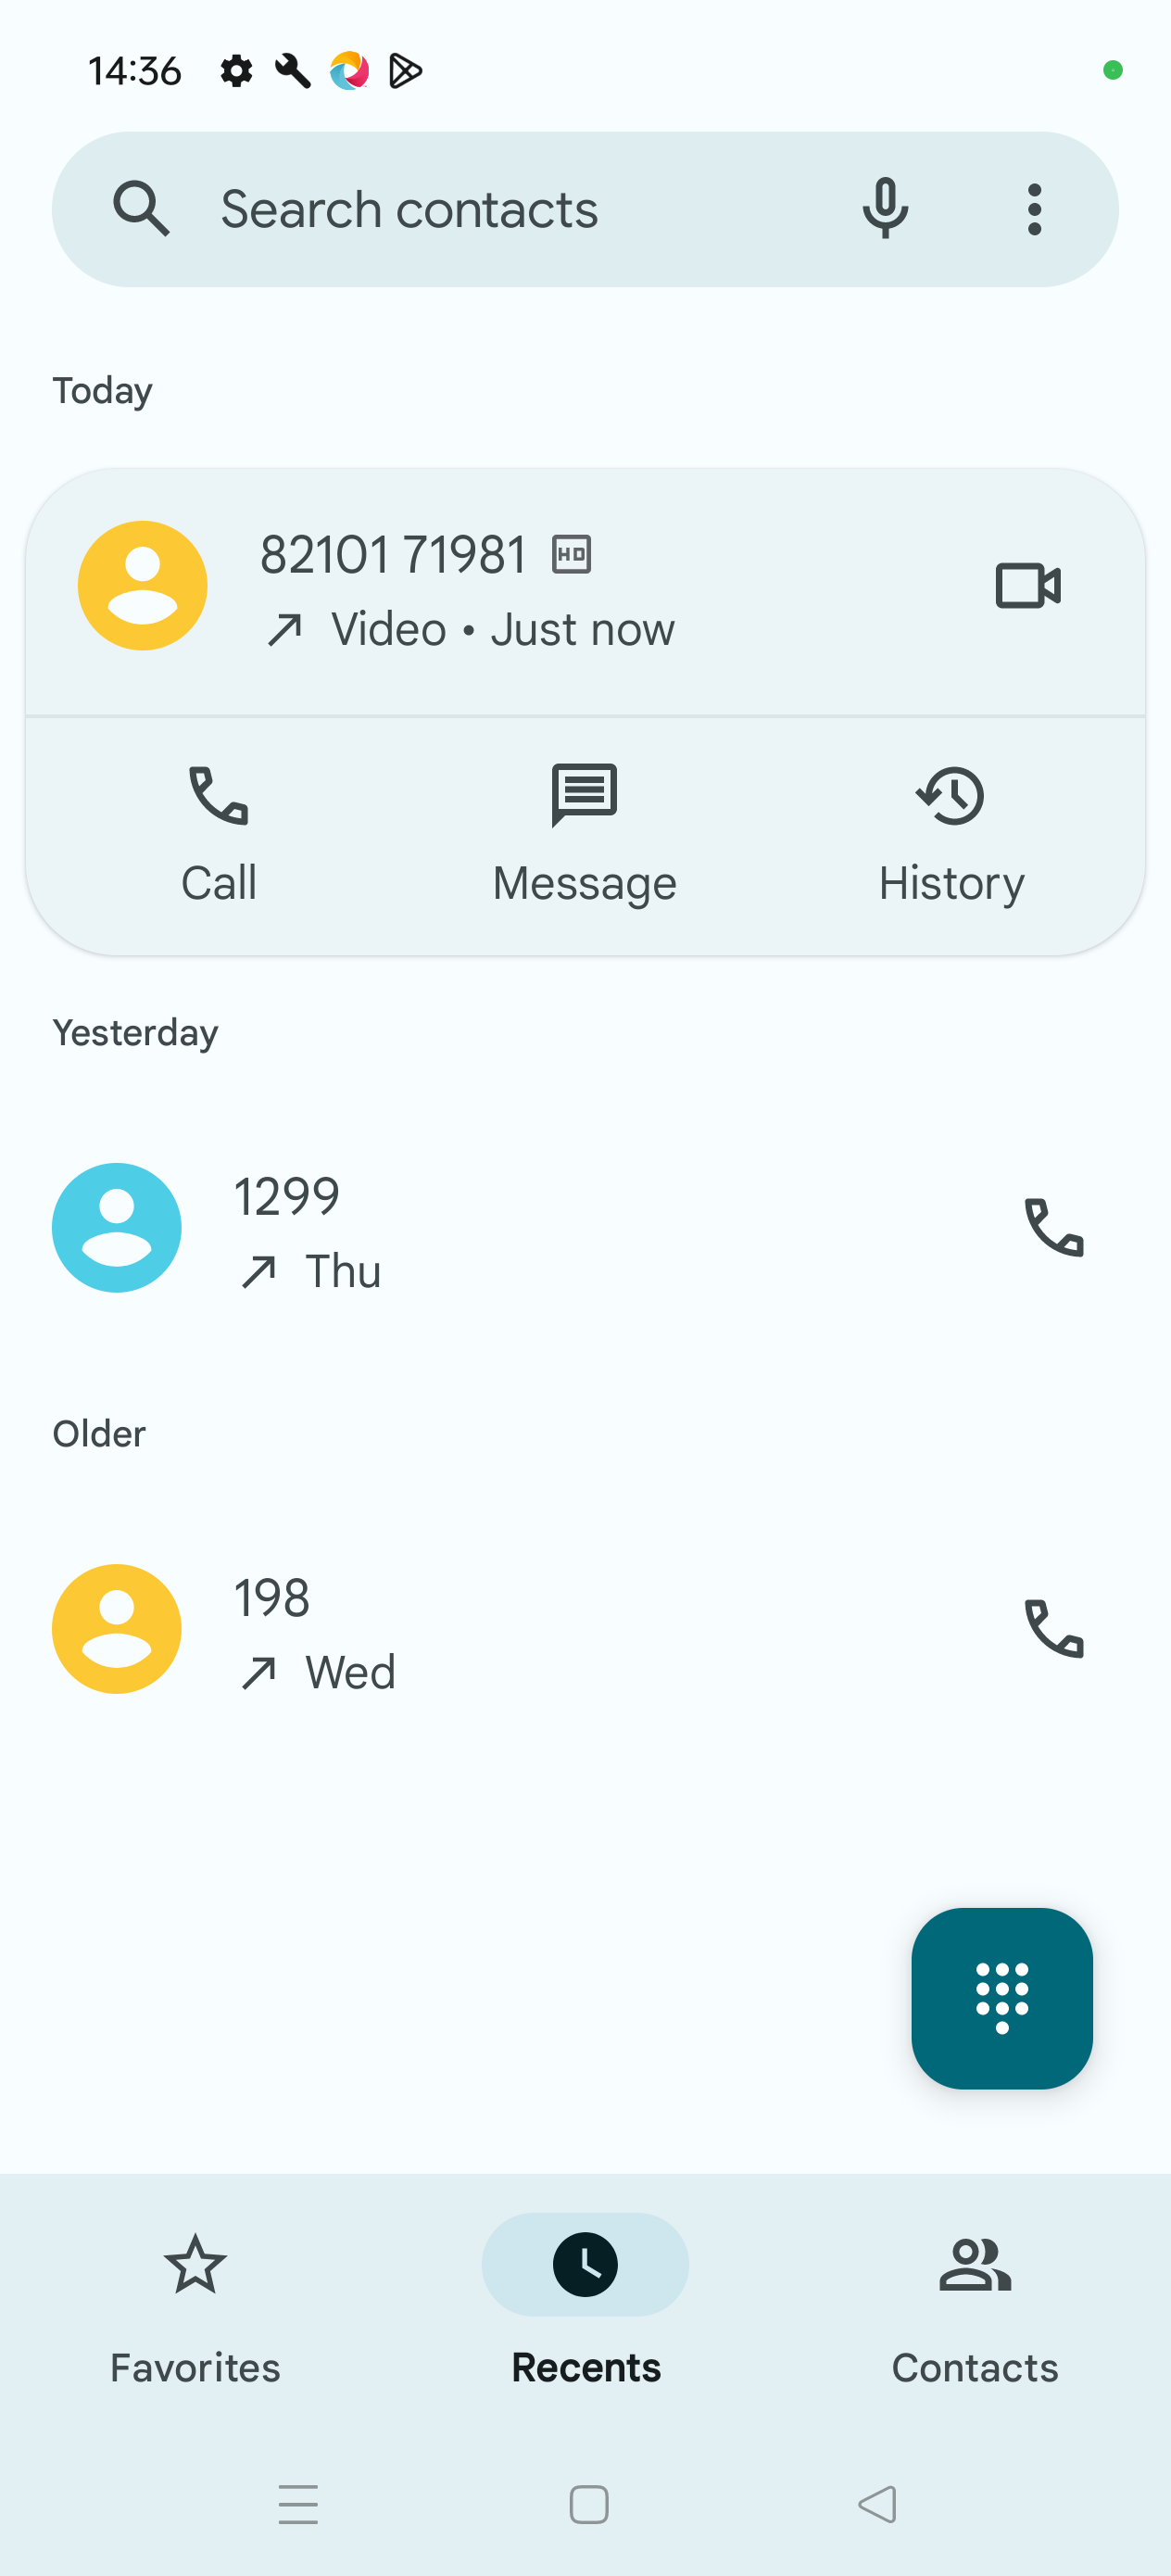 14:36
Search contacts
Today
82101 71981 HD
Video • Just now
Call Message History
Yesterday
1299
Thu
Older
198
Wed
Favorites Recents Contacts